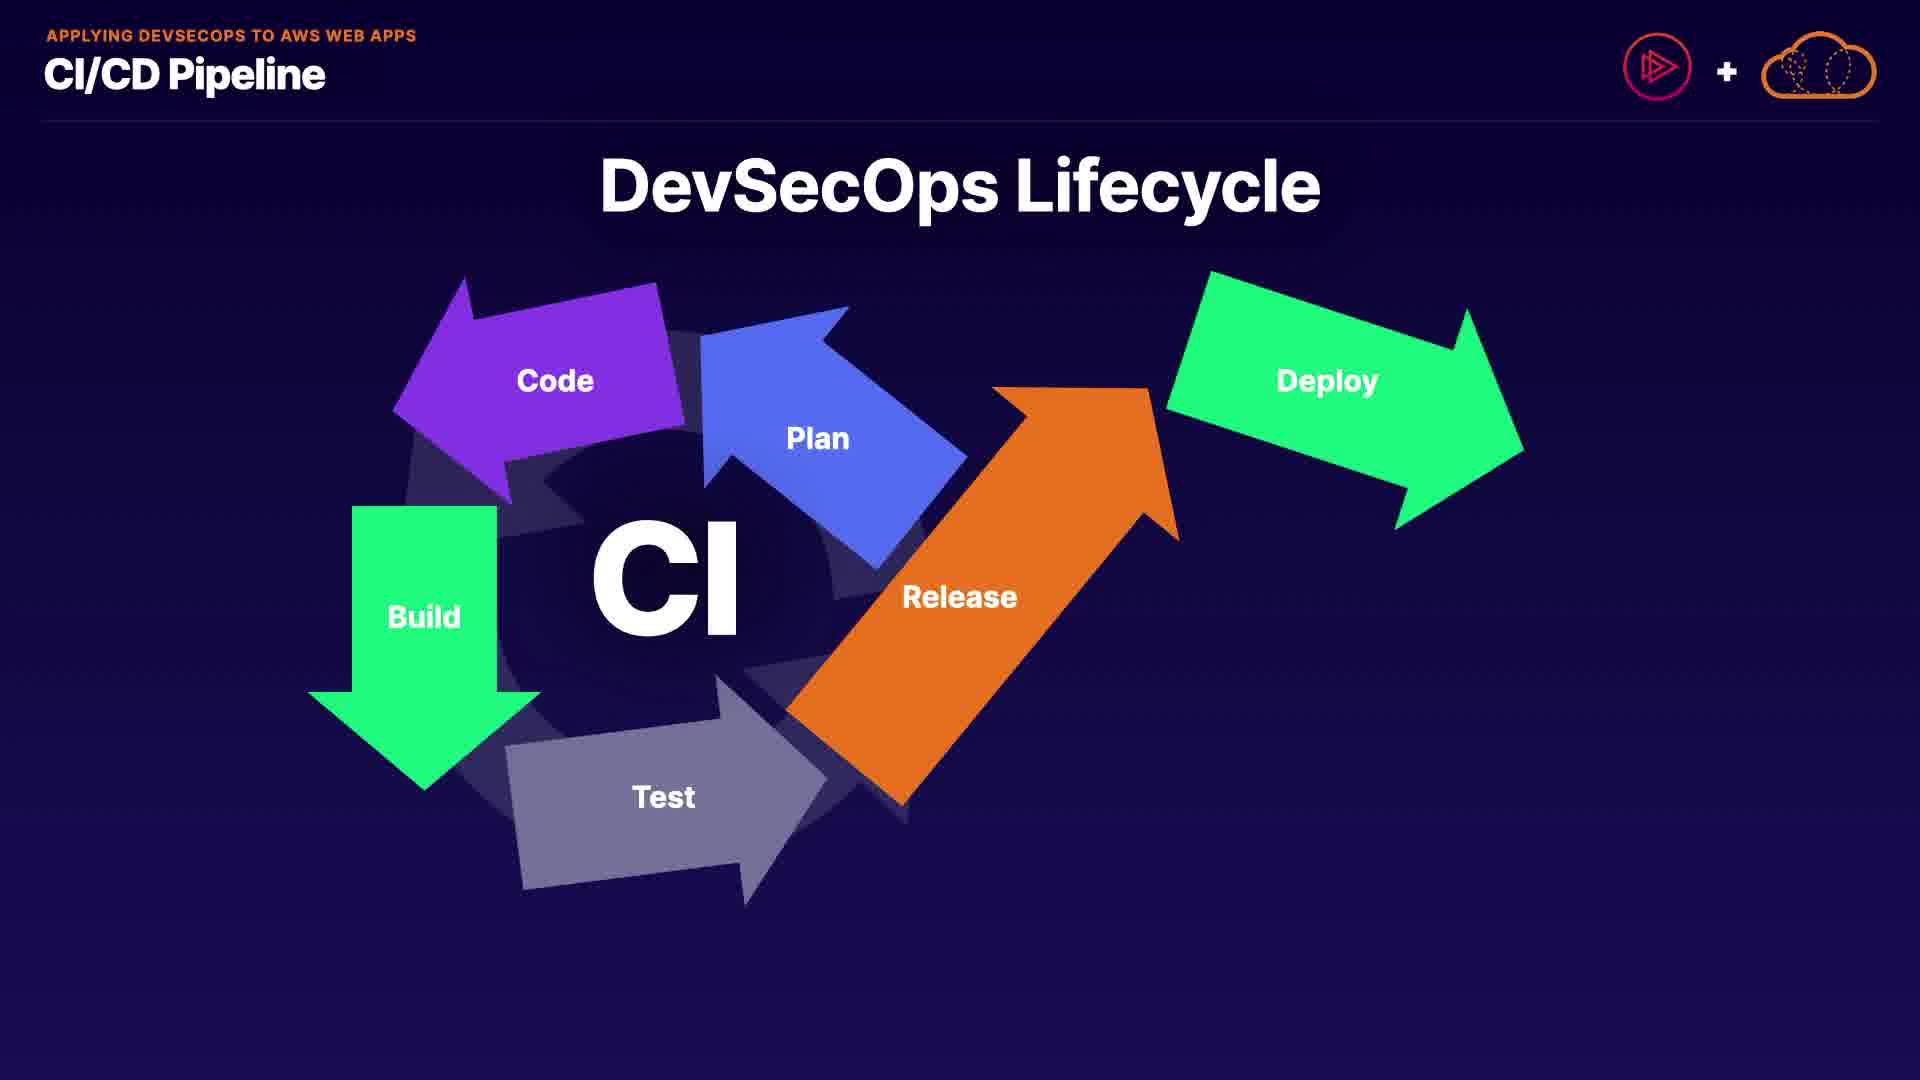 APPLYING DEVSECOPS TO AWS WEB APPS
CI/CD Pipeline
+
DevSecOps Lifecycle
Code
Plan
Deploy
CI
Build
Release
Test